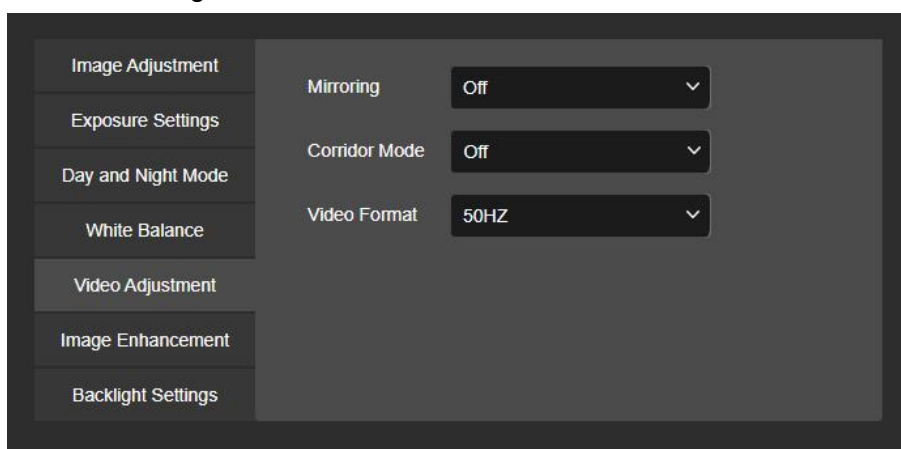 Image Adjustment
Exposure Settings
Day and Night Mode
White Balance
Video Adjustment
Image Enhancement
Backlight Settings
Mirroring Off
Corridor Mode Off
Video Format 50HZ